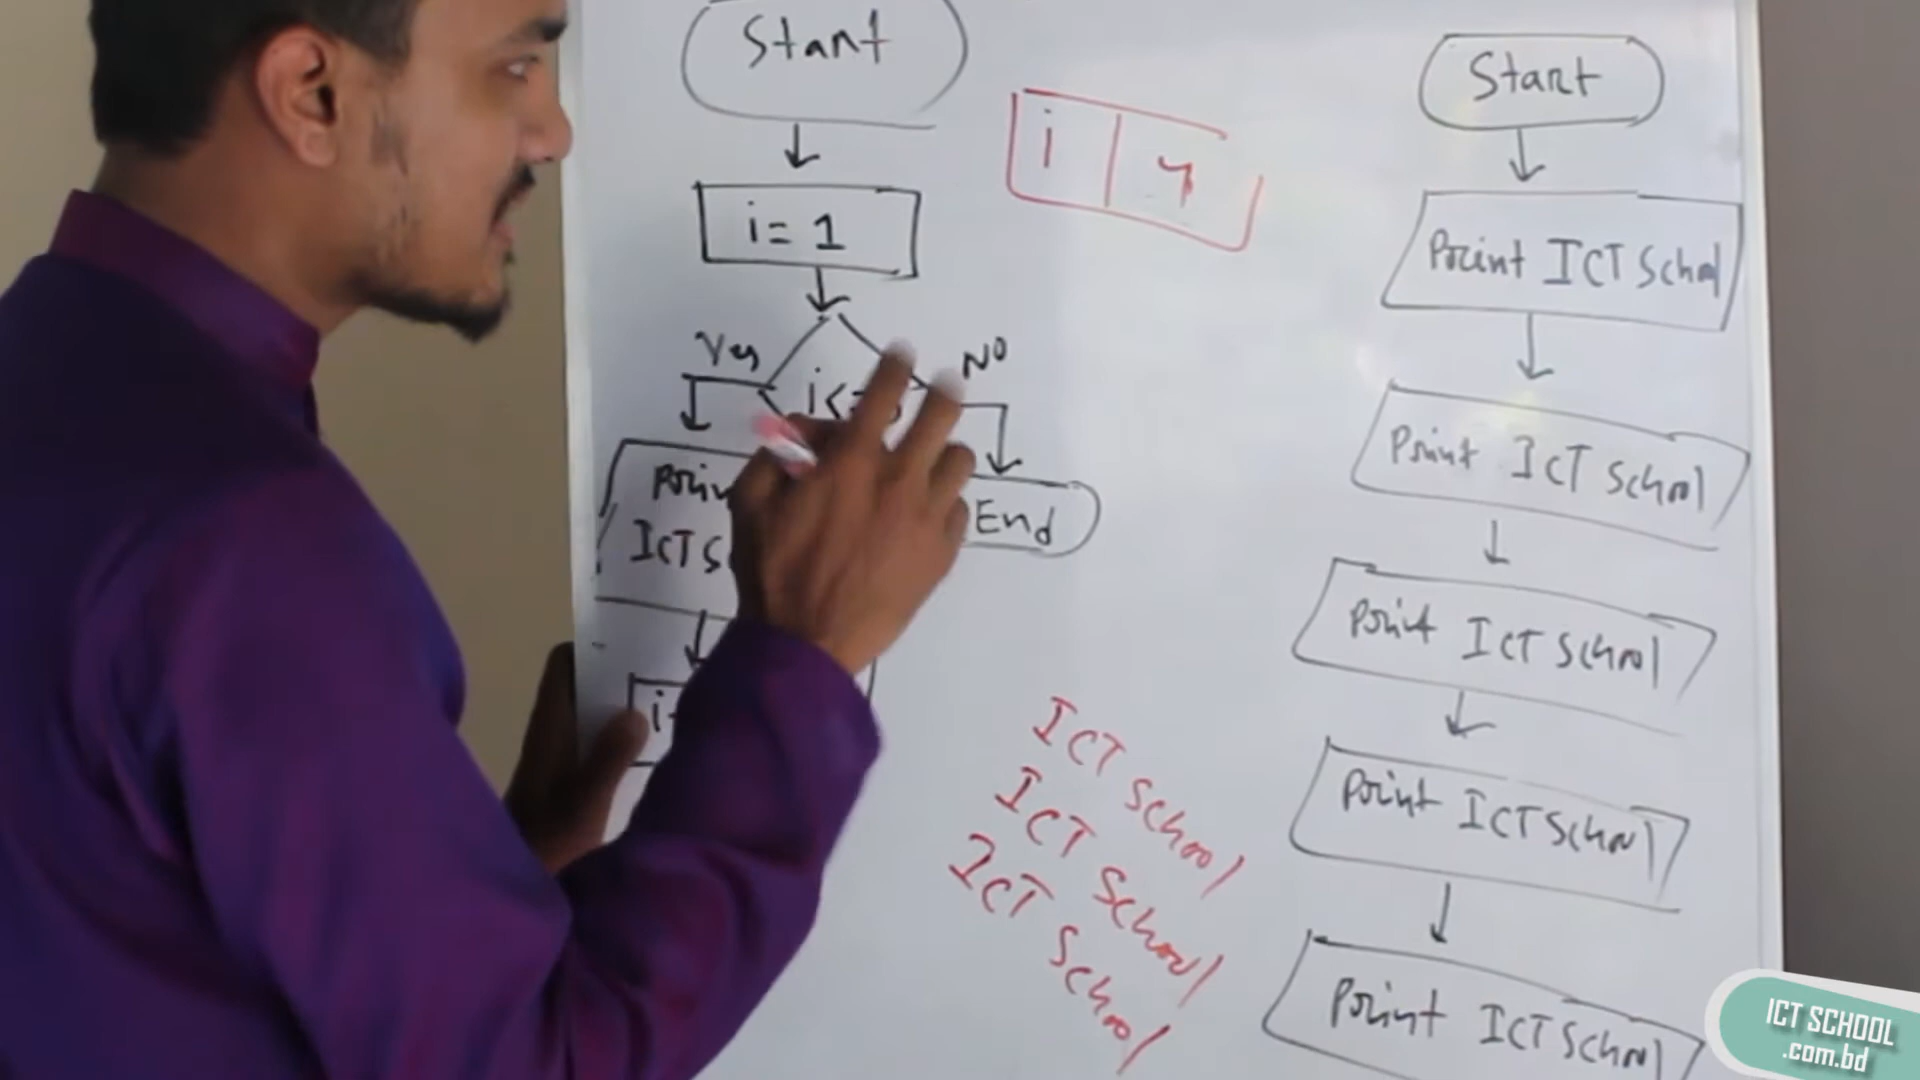 Start
i= 1
Yes
NO
ICT S
End
i
4
ICT School
ICT School
ICT School
Start
Print ICT School
Print ICT School
Print ICT School
Print ICT School
Print ICT School
ICT SCHOOL
.com.bd